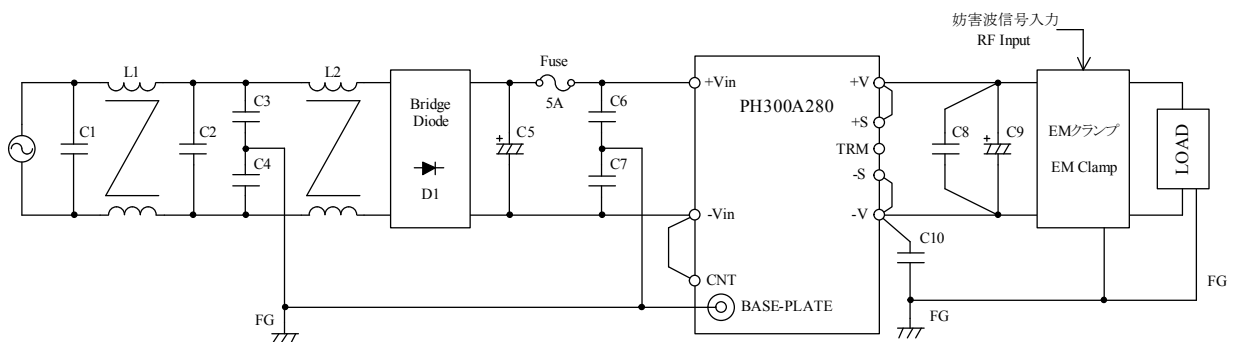 妨害波信号入力
RF Input
L1
L2
Fuse
5A
+Vin
PH300A280
+V
Bridge
Diode
D1
C1
C2
C3
C4
C5
C6
C7
+S
TRM
-S
-V
-Vin
CNT
BASE-PLATE
C8
C9
C10
EMクランプ
EM Clamp
LOAD
FG
FG
FG
+
+